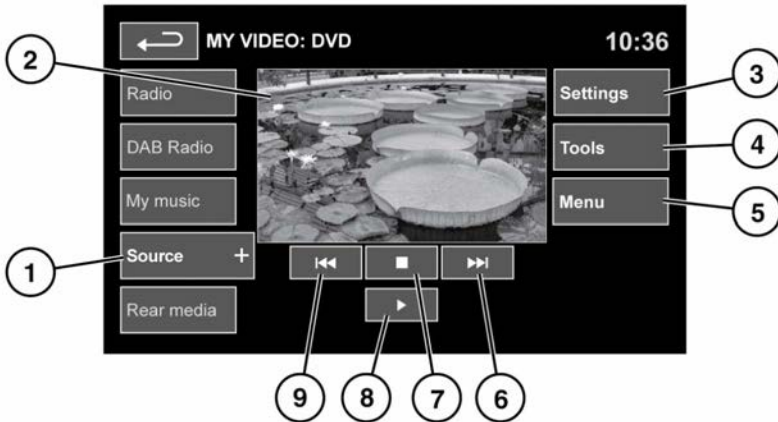 MY VIDEO: DVD 10:36
Radio
DAB Radio
My music
Source +
Rear media
Settings
Tools
Menu
1
2
3
4
5
6
7
8
9